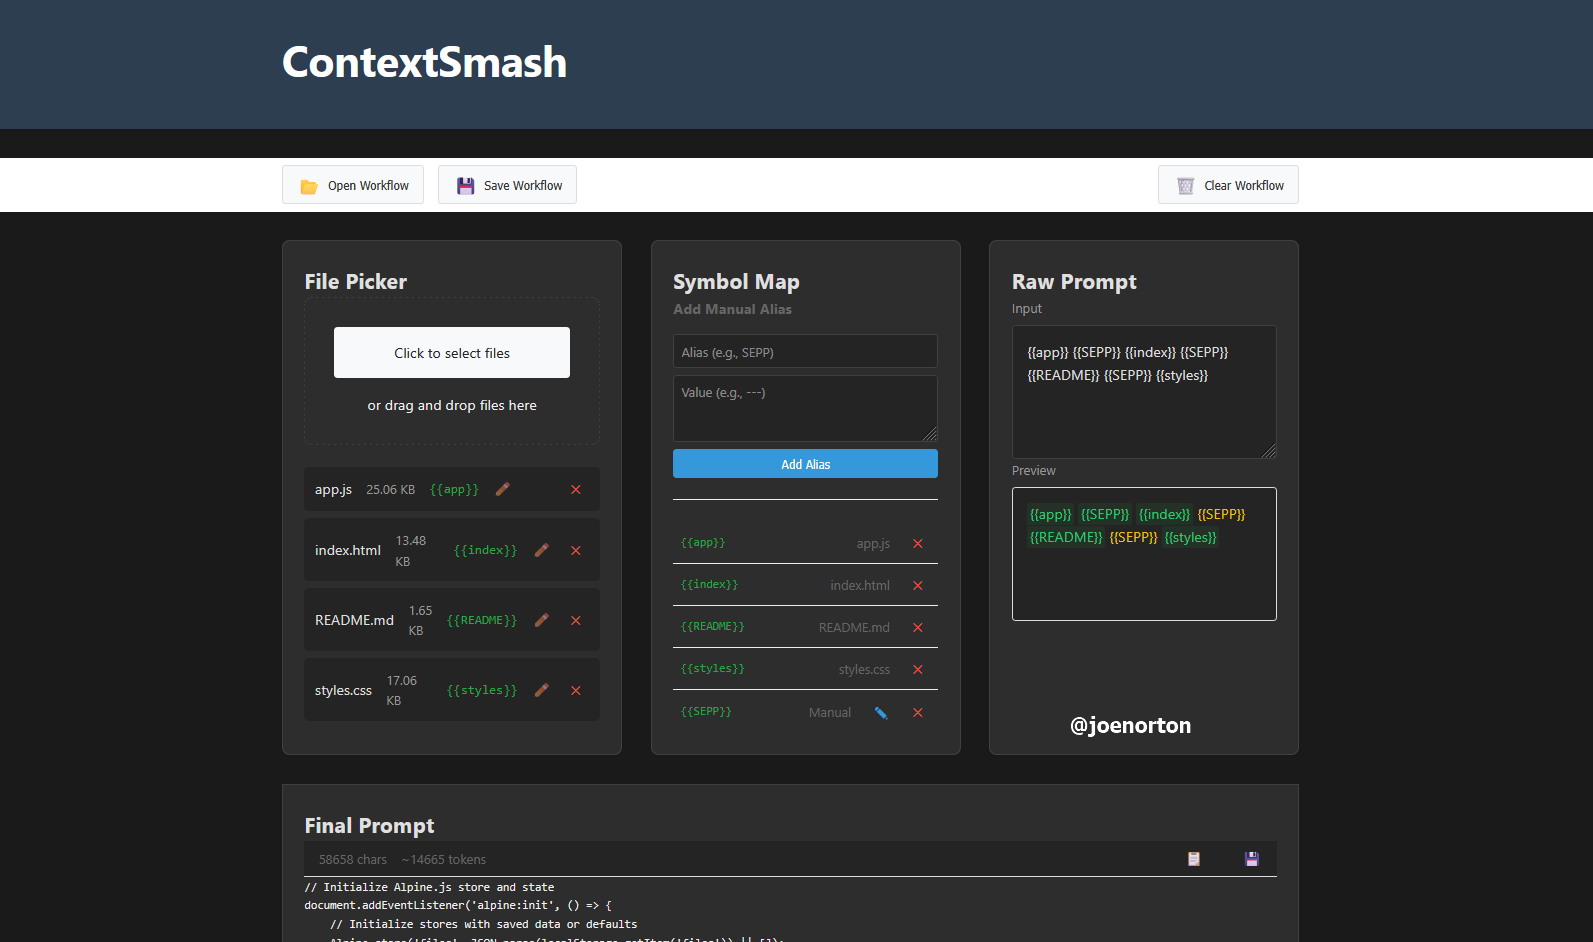 ContextSmash
Open Workflow
Save Workflow
Clear Workflow
File Picker
Click to select files
or drag and drop files here
app.js 25.06 KB {{app}}
index.html 13.48 KB {{index}}
README.md 1.65 KB {{README}}
styles.css 17.06 KB {{styles}}
Symbol Map
Add Manual Alias
Alias (e.g., SEPP)
Value (e.g., ---)
Add Alias
{{app}} app.js
{{index}} index.html
{{README}} README.md
{{styles}} styles.css
{{SEPP}} Manual
Raw Prompt
Input
{{app}} {{SEPP}} {{index}} {{SEPP}}
{{README}} {{SEPP}} {{styles}}
Preview
{{app}} {{SEPP}} {{index}} {{SEPP}}
{{README}} {{SEPP}} {{styles}}
@joenorton
Final Prompt
58658 chars ~14665 tokens
// Initialize Alpine.js store and state
document.addEventListener('alpine:init', () => {
// Initialize stores with saved data or defaults